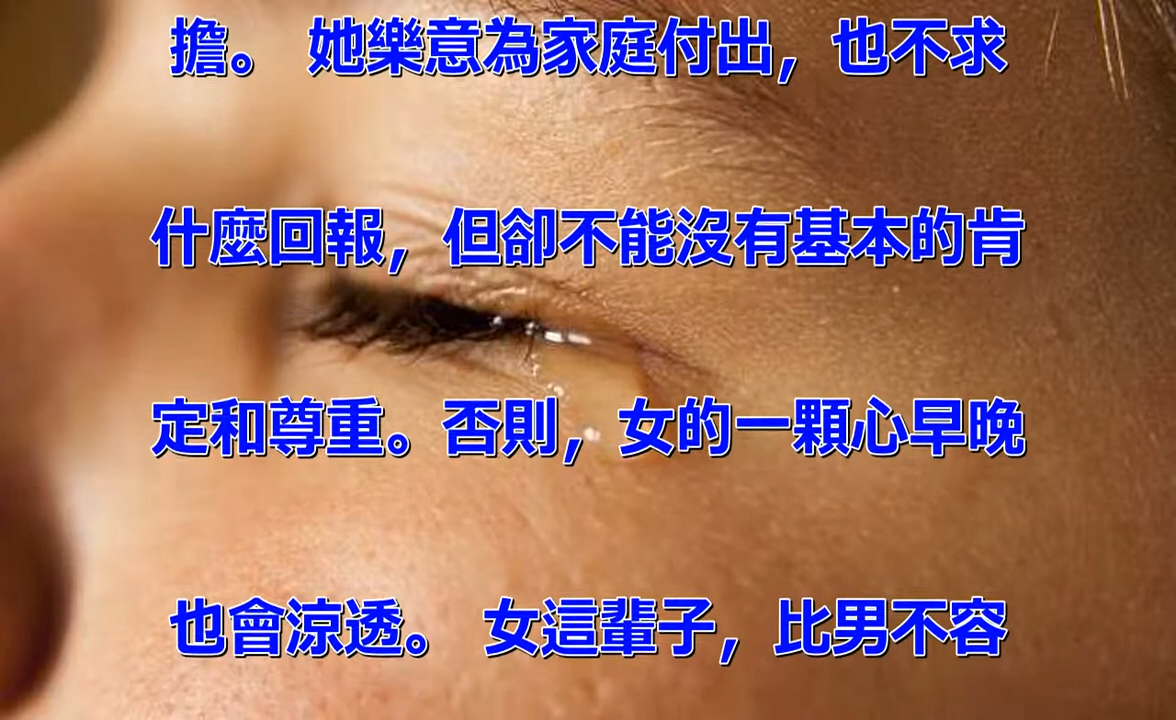 擔。 她樂意為家庭付出，也不求
什麼回報，但卻不能沒有基本的肯
定和尊重。否則，女的一顆心早晚
也會涼透。 女這輩子，比男不容